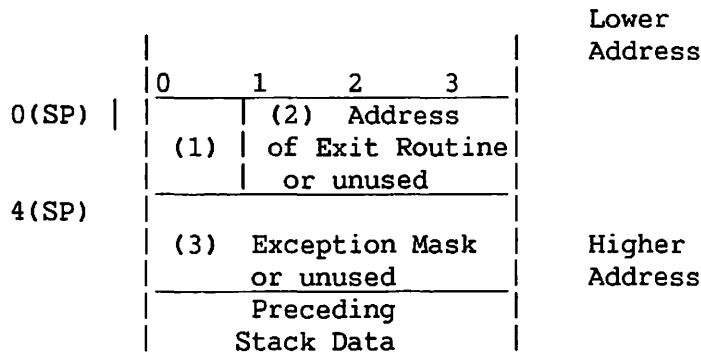 Lower
Address
0 1 2 3
0(SP) (2) Address
(1) of Exit Routine
or unused
4(SP)
(3) Exception Mask Higher
or unused Address
Preceding
Stack Data